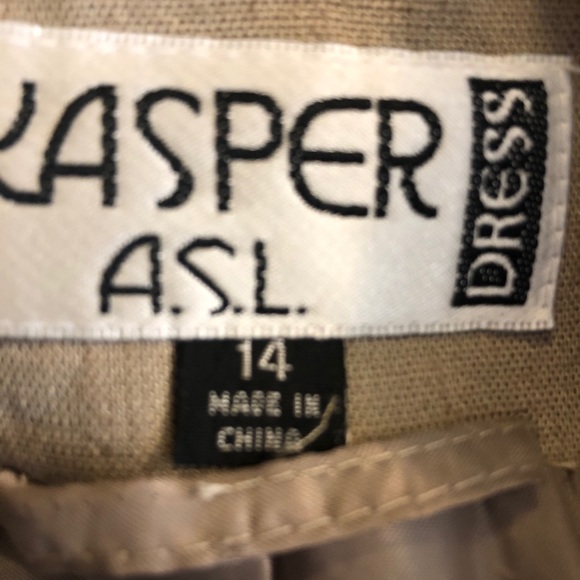 KASPER
A.S.L.
DRESS
14
MADE IN
CHINA